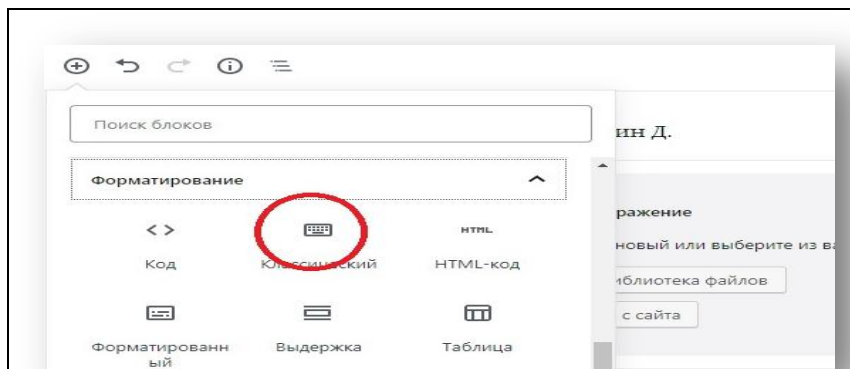 Поиск блоков
ин Д.
Форматирование
ражение
новый или выберите из ва
Код
Классический
HTML
HTML-код
иблиотека файлов
с сайта
Форматированн
ый
Выдержка
Таблица